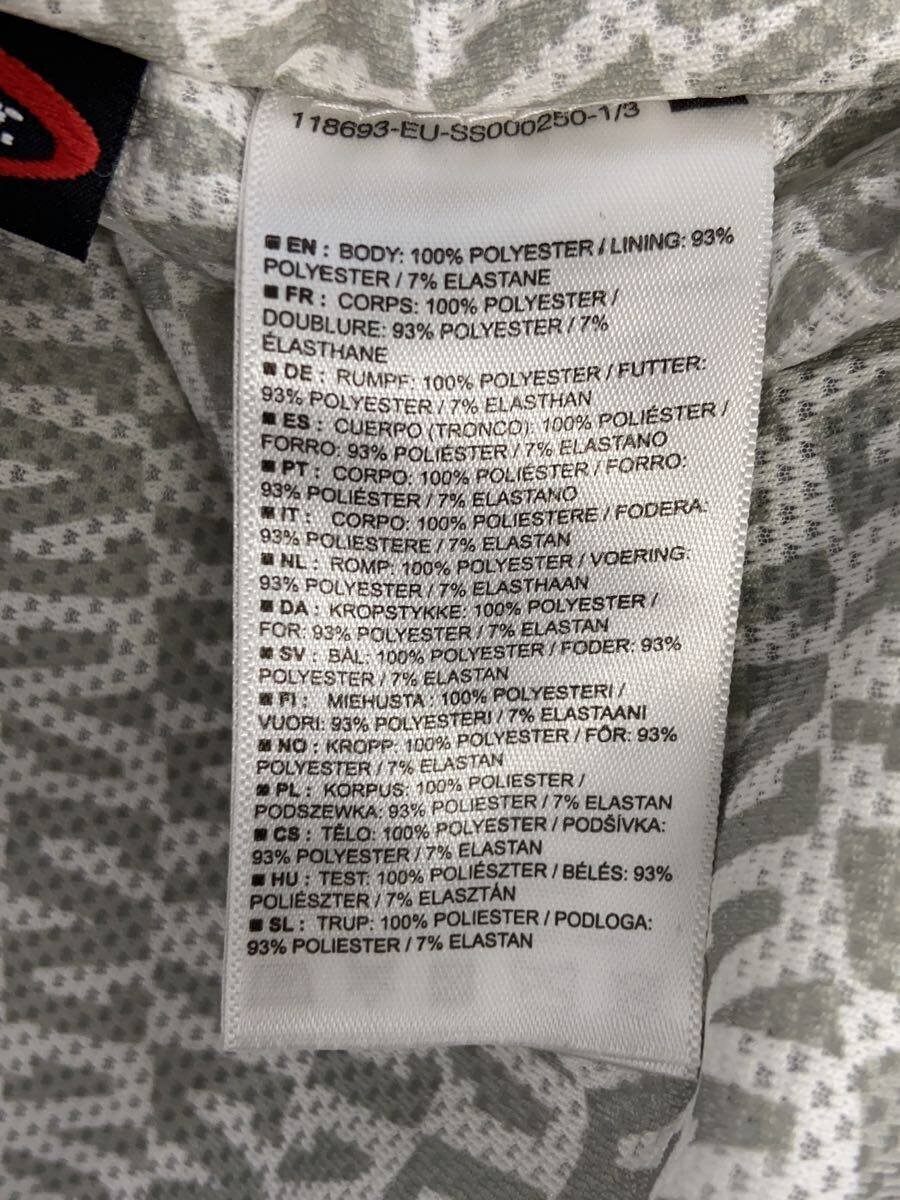 118693-EU-SS000250-1/3
■ EN : BODY: 100% POLYESTER / LINING: 93%
POLYESTER / 7% ELASTANE
■ FR : CORPS: 100% POLYESTER /
DOUBLURE: 93% POLYESTER / 7%
ÉLASTHANE
■ DE : RUMPF: 100% POLYESTER / FUTTER:
93% POLYESTER / 7% ELASTHAN
■ ES : CUERPO (TRONCO): 100% POLIÉSTER /
FORRO: 93% POLIÉSTER / 7% ELASTANO
■ PT : CORPO: 100% POLIÉSTER / FORRO:
93% POLIÉSTER / 7% ELASTANO
■ IT : CORPO: 100% POLIESTERE / FODERA:
93% POLIESTERE / 7% ELASTAN
■ NL : ROMP: 100% POLYESTER / VOERING:
93% POLYESTER / 7% ELASTHAAN
■ DA : KROPSTYKKE: 100% POLYESTER /
FOR: 93% POLYESTER / 7% ELASTAN
■ SV : BÅL: 100% POLYESTER / FODER: 93%
POLYESTER / 7% ELASTAN
■ FI : MIEHUSTA : 100% POLYESTERI /
VUORI: 93% POLYESTERI / 7% ELASTAANI
■ NO : KROPP: 100% POLYESTER / FÔR: 93%
POLYESTER / 7% ELASTAN
■ PL : KORPUS: 100% POLIESTER /
PODSZEWKA: 93% POLIESTER / 7% ELASTAN
■ CS : TĚLO: 100% POLYESTER / PODŠÍVKA:
93% POLYESTER / 7% ELASTAN
■ HU : TEST: 100% POLIÉSZTER / BÉLÉS: 93%
POLIÉSZTER / 7% ELASZTÁN
■ SL : TRUP: 100% POLIESTER / PODLOGA:
93% POLIESTER / 7% ELASTAN